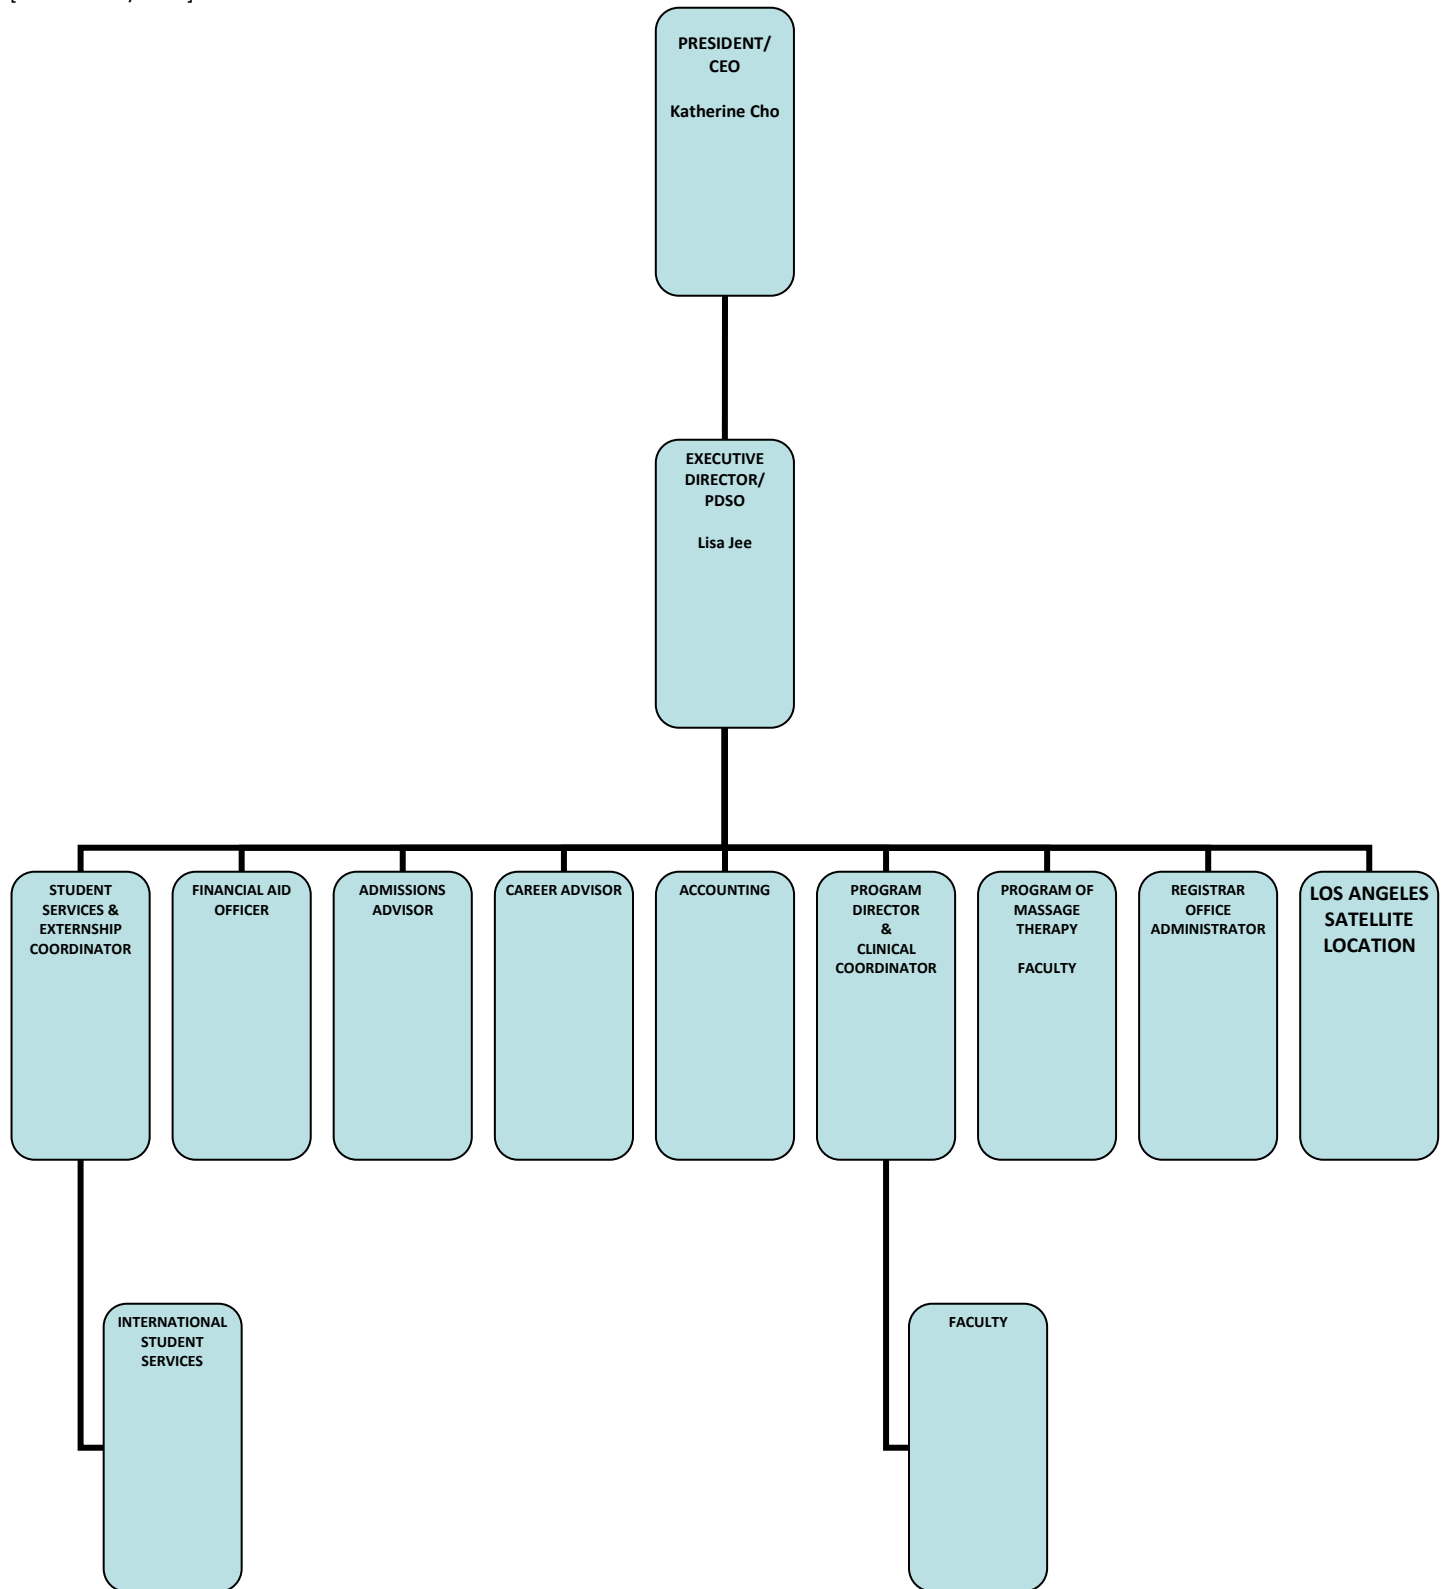 PRESIDENT/
CEO
Katherine Cho
EXECUTIVE
DIRECTOR/
PDSO
Lisa Jee
STUDENT
SERVICES &
EXTERNSHIP
COORDINATOR
FINANCIAL AID
OFFICER
ADMISSIONS
ADVISOR
CAREER ADVISOR
ACCOUNTING
PROGRAM
DIRECTOR
&
CLINICAL
COORDINATOR
PROGRAM OF
MASSAGE
THERAPY
FACULTY
REGISTRAR
OFFICE
ADMINISTRATOR
LOS ANGELES
SATELLITE
LOCATION
INTERNATIONAL
STUDENT
SERVICES
FACULTY